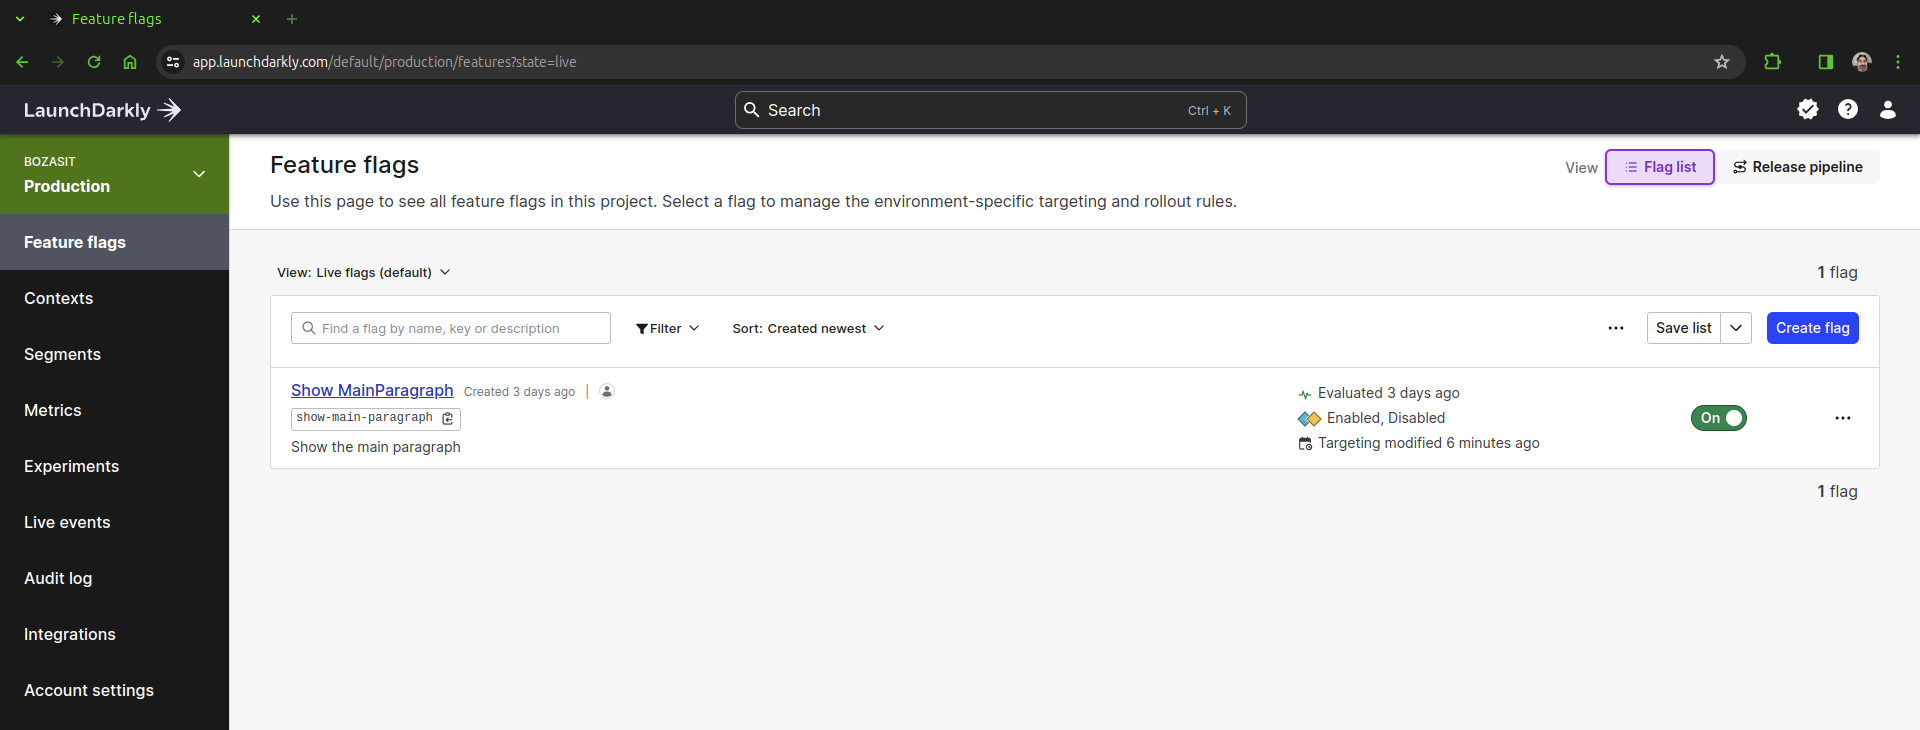 Feature flags
app.launchdarkly.com/default/production/features?state=live
LaunchDarkly
Search
Ctrl + K
BOZASIT
Production
Feature flags
Contexts
Segments
Metrics
Experiments
Live events
Audit log
Integrations
Account settings
Feature flags
Use this page to see all feature flags in this project. Select a flag to manage the environment-specific targeting and rollout rules.
View
Flag list
Release pipeline
View: Live flags (default)
1 flag
Find a flag by name, key or description
Filter
Sort: Created newest
Save list
Create flag
Show MainParagraph Created 3 days ago
show-main-paragraph
Show the main paragraph
Evaluated 3 days ago
Enabled, Disabled
Targeting modified 6 minutes ago
On
1 flag